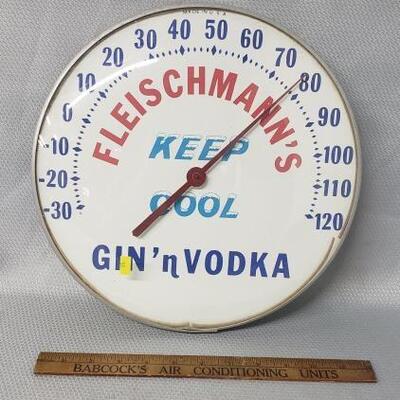 -30 -20 -10 0 10 20 30 40 50 60 70 80 90 100 110 120
FLEISCHMANN'S
KEEP
COOL
GIN 'n VODKA
BABCOCK'S AIR CONDITIONING UNITS